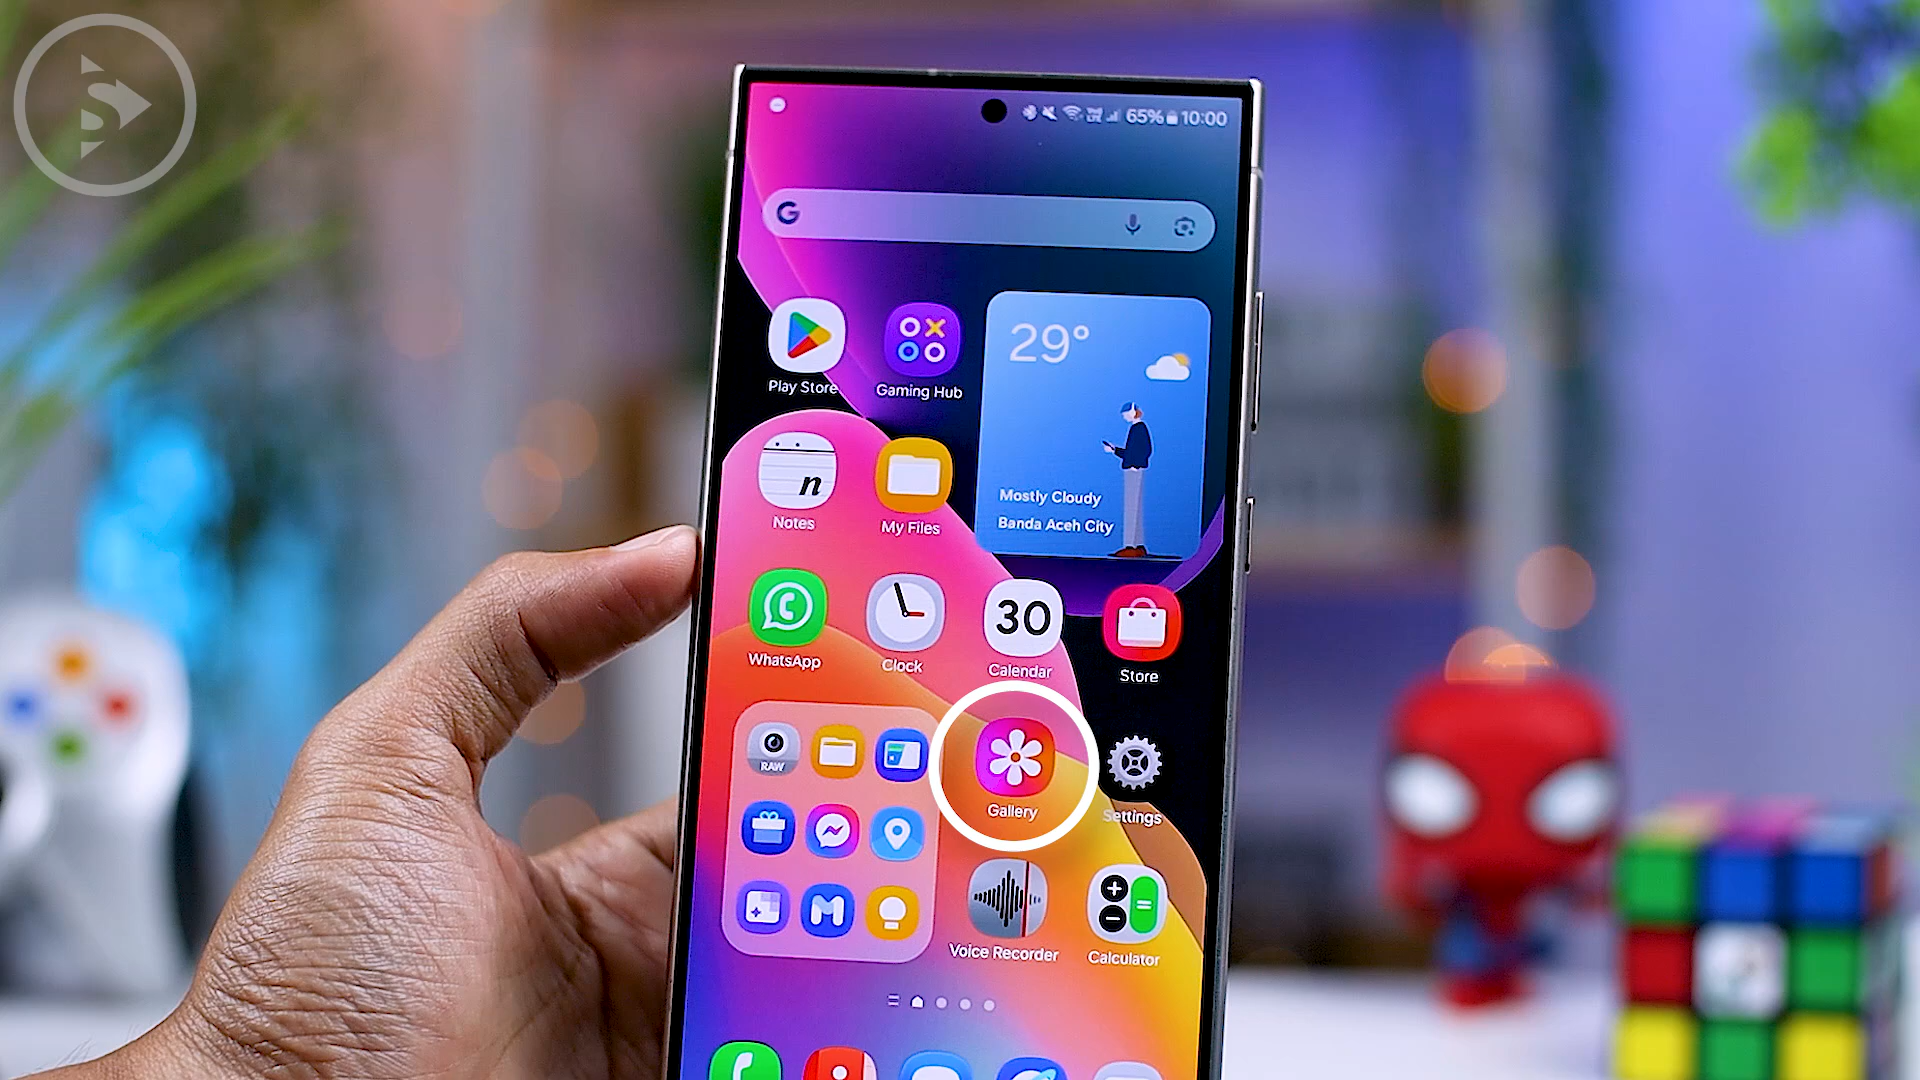 S
65% 10:00
G
29°
Play Store
Gaming Hub
Mostly Cloudy
Banda Aceh City
n
Notes
My Files
30
WhatsApp
Clock
Calendar
Store
RAW
Gallery
Settings
Voice Recorder
Calculator